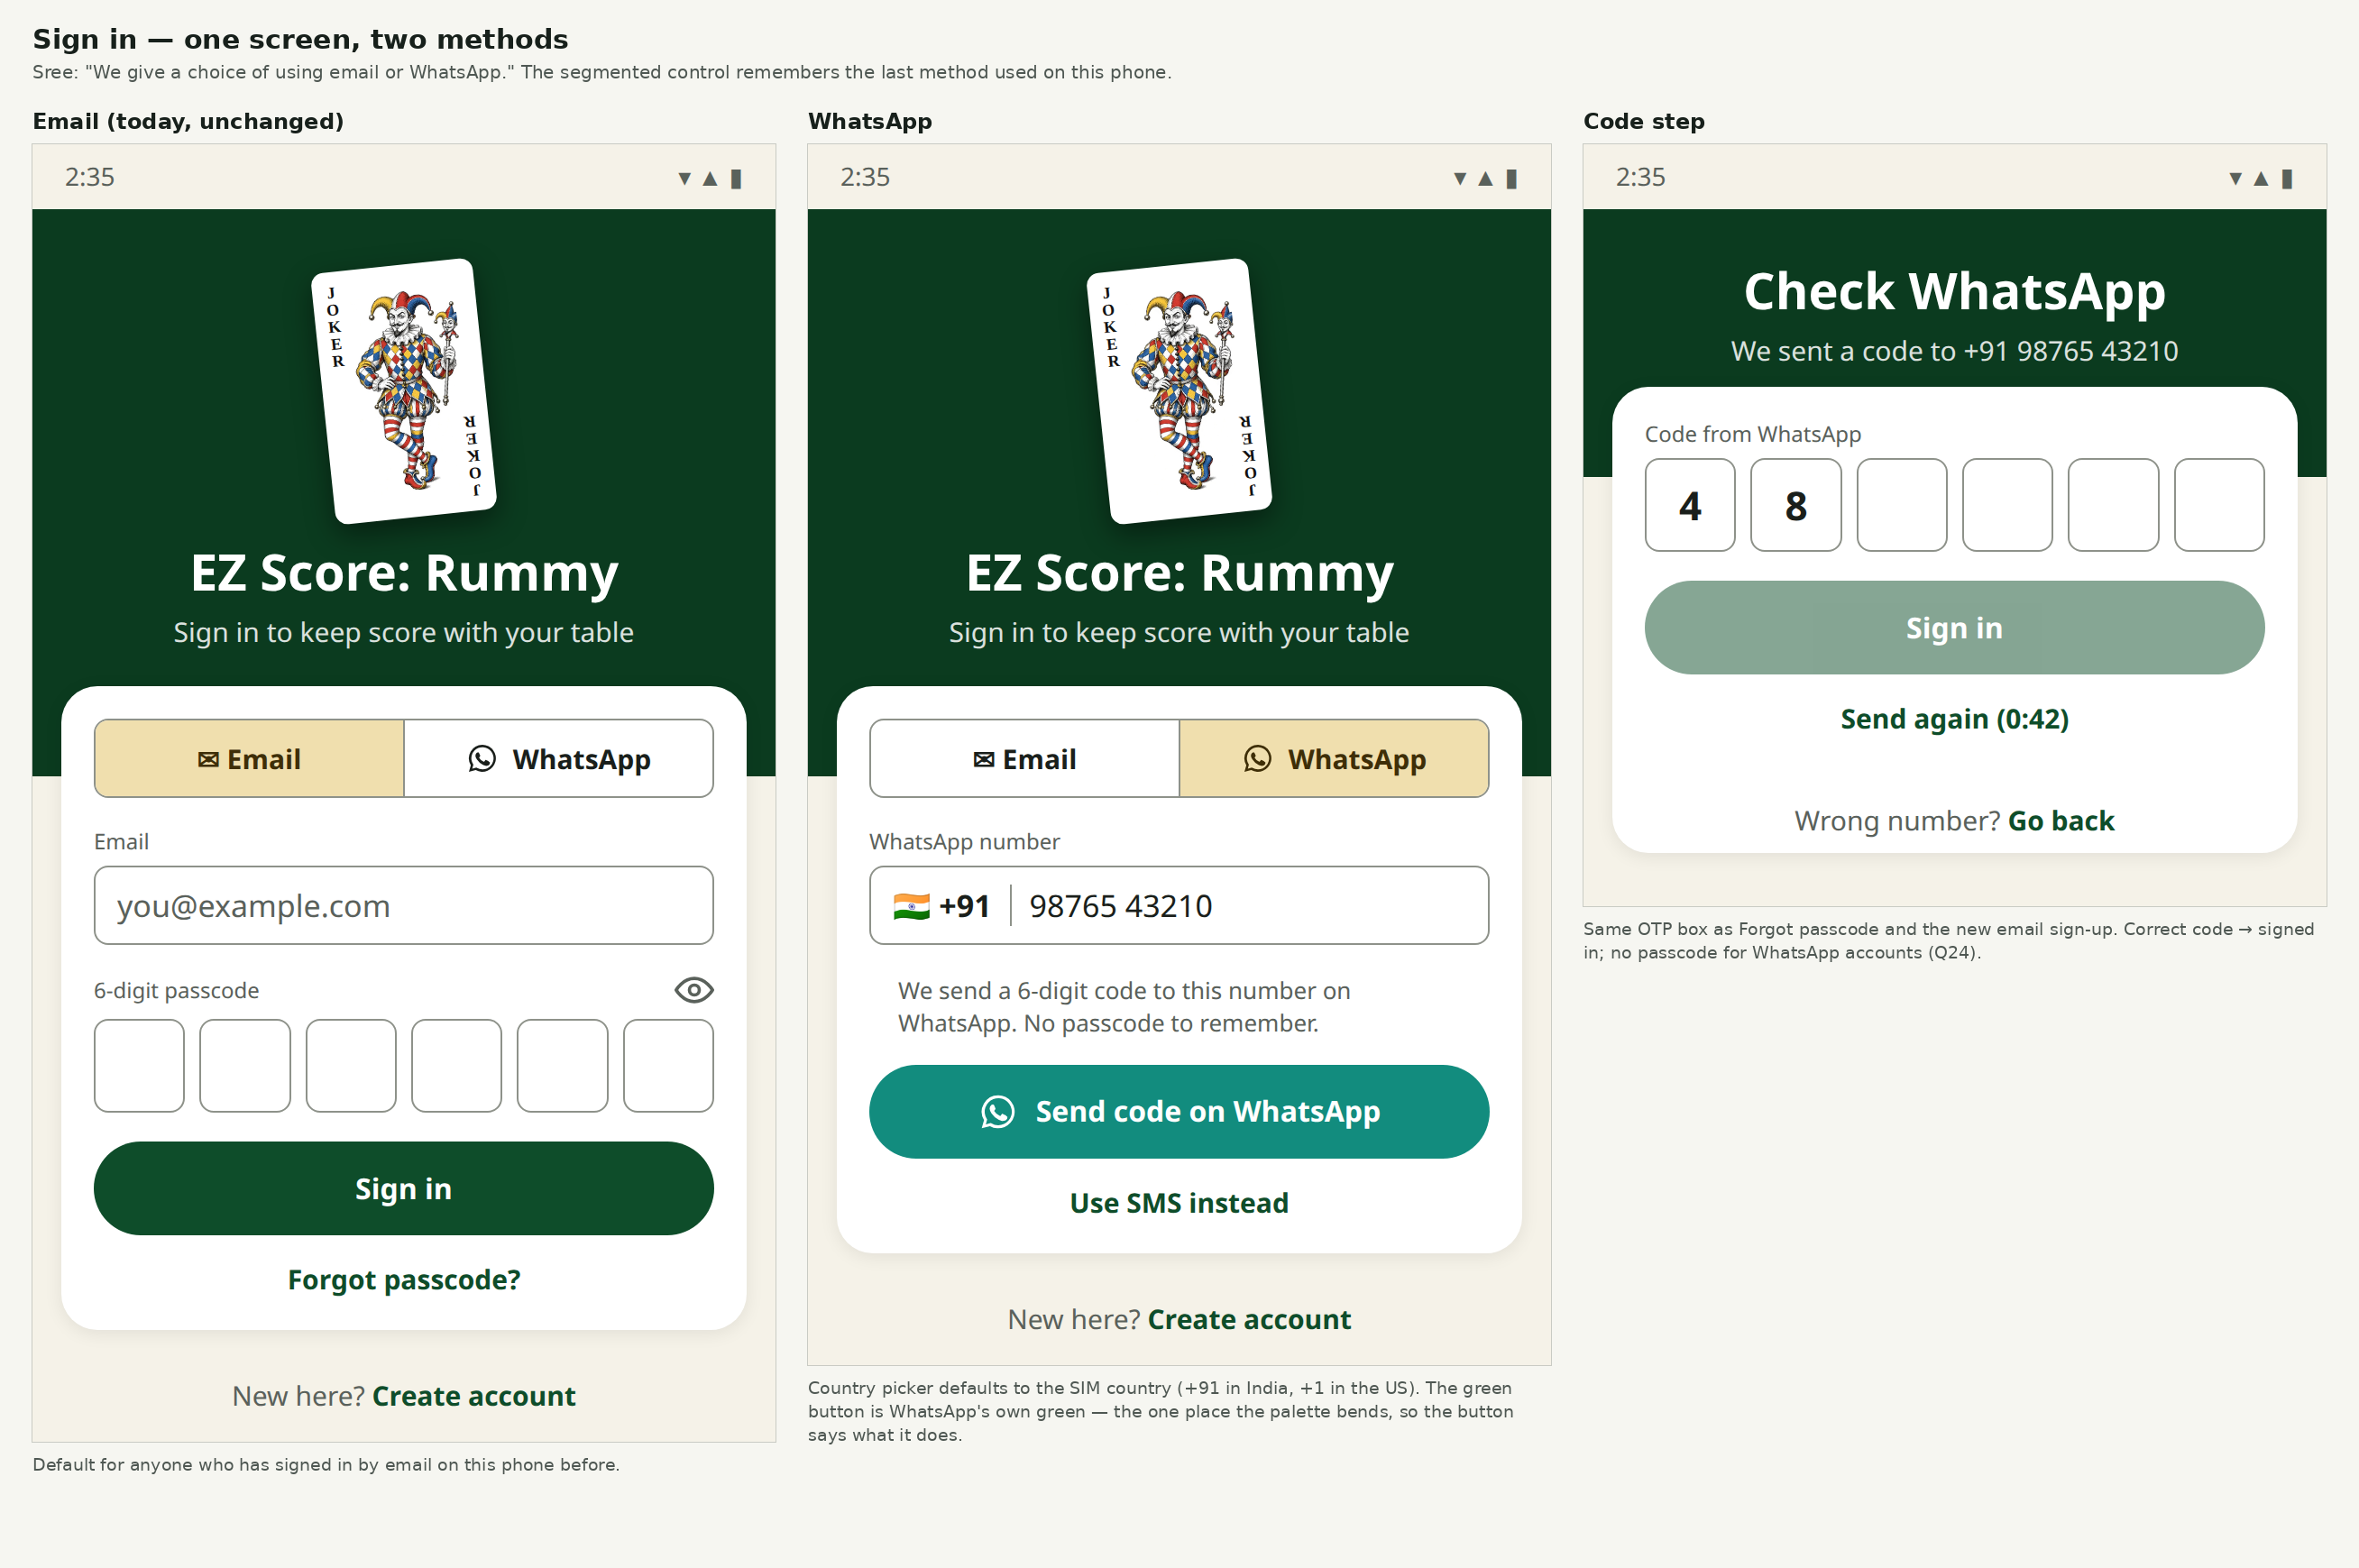 Sign in — one screen, two methods
Sree: "We give a choice of using email or WhatsApp." The segmented control remembers the last method used on this phone.
Email (today, unchanged)
2:35
JOKER
JOKER
EZ Score: Rummy
Sign in to keep score with your table
✉ Email
WhatsApp
Email
you@example.com
6-digit passcode
Sign in
Forgot passcode?
New here? Create account
Default for anyone who has signed in by email on this phone before.
WhatsApp
2:35
JOKER
JOKER
EZ Score: Rummy
Sign in to keep score with your table
✉ Email
WhatsApp
WhatsApp number
🇮🇳 +91 98765 43210
We send a 6-digit code to this number on
WhatsApp. No passcode to remember.
Send code on WhatsApp
Use SMS instead
New here? Create account
Country picker defaults to the SIM country (+91 in India, +1 in the US). The green
button is WhatsApp's own green — the one place the palette bends, so the button
says what it does.
Code step
2:35
Check WhatsApp
We sent a code to +91 98765 43210
Code from WhatsApp
4 8
Sign in
Send again (0:42)
Wrong number? Go back
Same OTP box as Forgot passcode and the new email sign-up. Correct code → signed
in; no passcode for WhatsApp accounts (Q24).